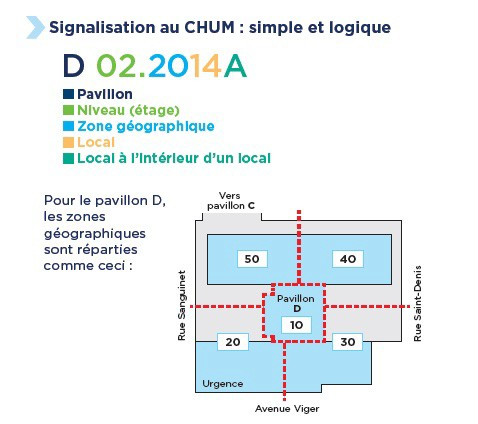 Signalisation au CHUM : simple et logique
D 02.2014A
Pavillon
Niveau (étage)
Zone géographique
Local
Local à l'intérieur d'un local
Pour le pavillon D,
les zones
géographiques
sont réparties
comme ceci :
Vers
pavillon C
50
40
Rue Sanguinet
Pavillon
D
10
Rue Saint-Denis
20
30
Urgence
Avenue Viger